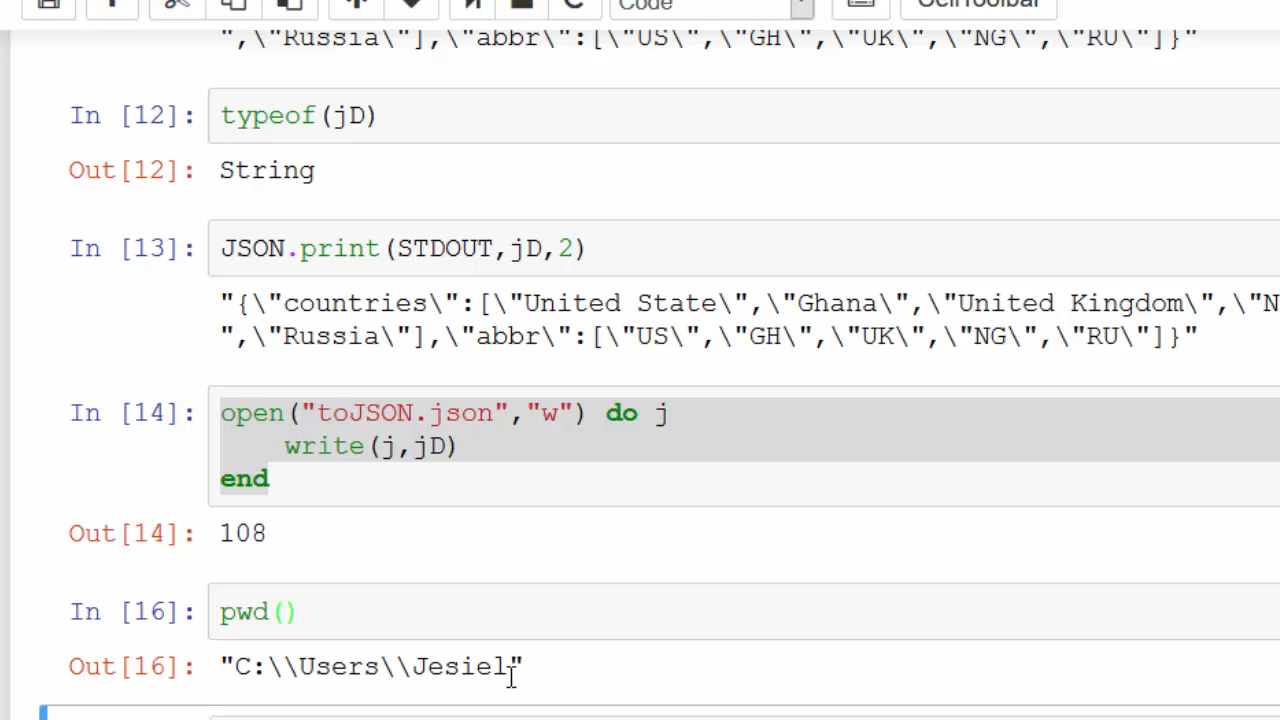 Code
CellToolbar
",\"Russia\"],\"abbr\":[\"US\",\"GH\",\"UK\",\"NG\",\"RU\"]}"
In [12]: typeof(jD)
Out[12]: String
In [13]: JSON.print(STDOUT,jD,2)
"{\"countries\":[\"United State\",\"Ghana\",\"United Kingdom\",\"N
",\"Russia\"],\"abbr\":[\"US\",\"GH\",\"UK\",\"NG\",\"RU\"]}"
In [14]: open("toJSON.json","w") do j
write(j,jD)
end
Out[14]: 108
In [16]: pwd()
Out[16]: "C:\\Users\\Jesiel"